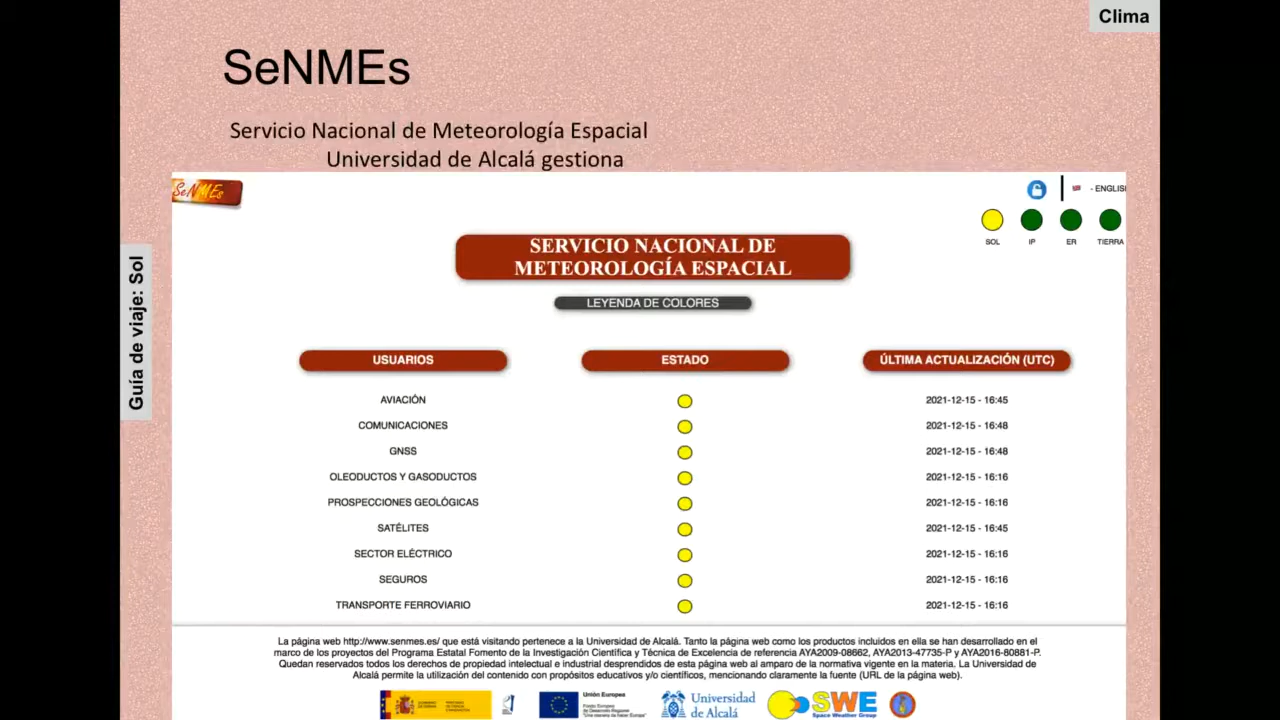 Clima
SeNMEs
Servicio Nacional de Meteorología Espacial
Universidad de Alcalá gestiona
Guía de viaje: Sol
SeNMEs
- ENGLISH
SOL IP ER TIERRA
SERVICIO NACIONAL DE
METEOROLOGÍA ESPACIAL
LEYENDA DE COLORES
USUARIOS ESTADO ÚLTIMA ACTUALIZACIÓN (UTC)
AVIACIÓN 2021-12-15 - 16:45
COMUNICACIONES 2021-12-15 - 16:48
GNSS 2021-12-15 - 16:48
OLEODUCTOS Y GASODUCTOS 2021-12-15 - 16:16
PROSPECCIONES GEOLÓGICAS 2021-12-15 - 16:16
SATÉLITES 2021-12-15 - 16:45
SECTOR ELÉCTRICO 2021-12-15 - 16:16
SEGUROS 2021-12-15 - 16:16
TRANSPORTE FERROVIARIO 2021-12-15 - 16:16
La página web http://www.senmes.es/ que está visitando pertenece a la Universidad de Alcalá. Tanto la página web como los productos incluidos en ella se han desarrollado en el
marco de los proyectos del Programa Estatal Fomento de la Investigación Científica y Técnica de Excelencia de referencia AYA2009-08662, AYA2013-47735-P y AYA2016-80881-P.
Quedan reservados todos los derechos de propiedad intelectual e industrial desprendidos de esta página web al amparo de la normativa vigente en la materia. La Universidad de
Alcalá permite la utilización del contenido con propósitos educativos y/o científicos, mencionando claramente la fuente (URL de la página web).
Unión Europea
Universidad
de Alcalá
SWE
Space Weather Group